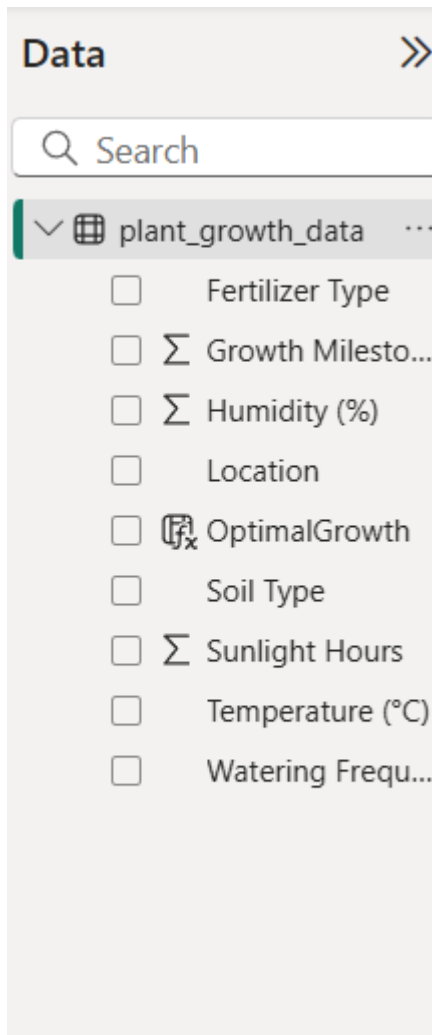 Data
Search
plant_growth_data
Fertilizer Type
Growth Milesto...
Humidity (%)
Location
OptimalGrowth
Soil Type
Sunlight Hours
Temperature (°C)
Watering Frequ...